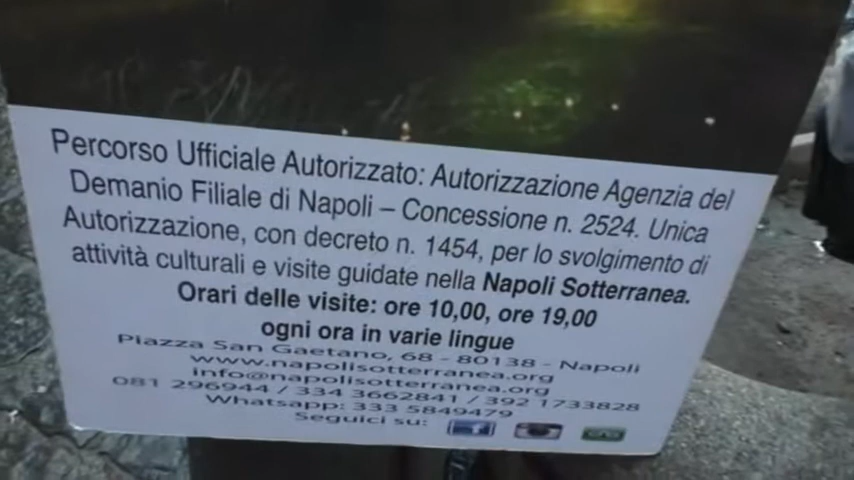 Percorso Ufficiale Autorizzato: Autorizzazione Agenzia del
Demanio Filiale di Napoli – Concessione n. 2524. Unica
Autorizzazione, con decreto n. 1454, per lo svolgimento di
attività culturali e visite guidate nella Napoli Sotterranea.
Orari delle visite: ore 10,00, ore 19,00
ogni ora in varie lingue
Piazza San Gaetano, 68 - 80138 - Napoli
www.napolisotterranea.org
info@napolisotterranea.org
081 296944 / 334 3662841 / 392 1733828
Whatsapp: 333 5849479
Seguici su: